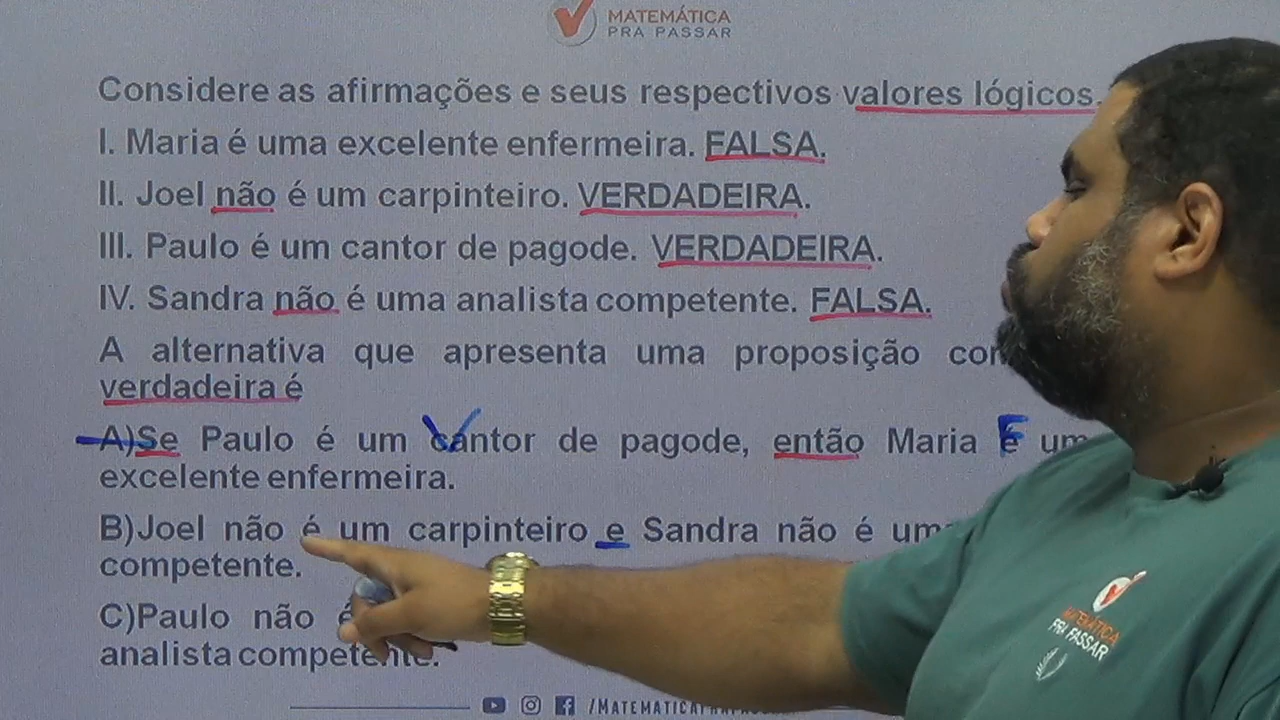 MATEMÁTICA
PRA PASSAR
Considere as afirmações e seus respectivos valores lógicos.
I. Maria é uma excelente enfermeira. FALSA.
II. Joel não é um carpinteiro. VERDADEIRA.
III. Paulo é um cantor de pagode. VERDADEIRA.
IV. Sandra não é uma analista competente. FALSA.
A alternativa que apresenta uma proposição
verdadeira é
V F
A)Se Paulo é um cantor de pagode, então Maria é
excelente enfermeira.
B)Joel não é um carpinteiro e Sandra não é
competente.
C)Paulo não
analista competente.
MATEMÁTICA
PRA PASSAR